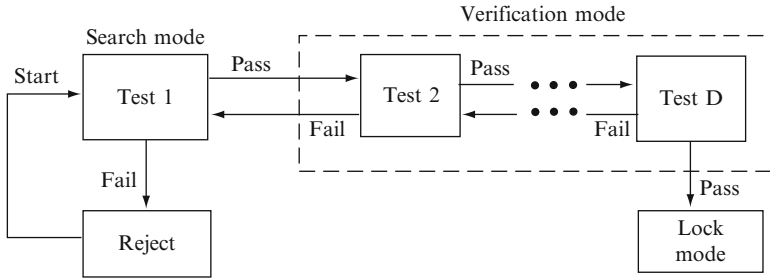 Verification mode
Search mode
Start
Pass
Pass
Test 1
Test 2
Test D
Fail
Fail
Fail
Pass
Reject
Lock
mode